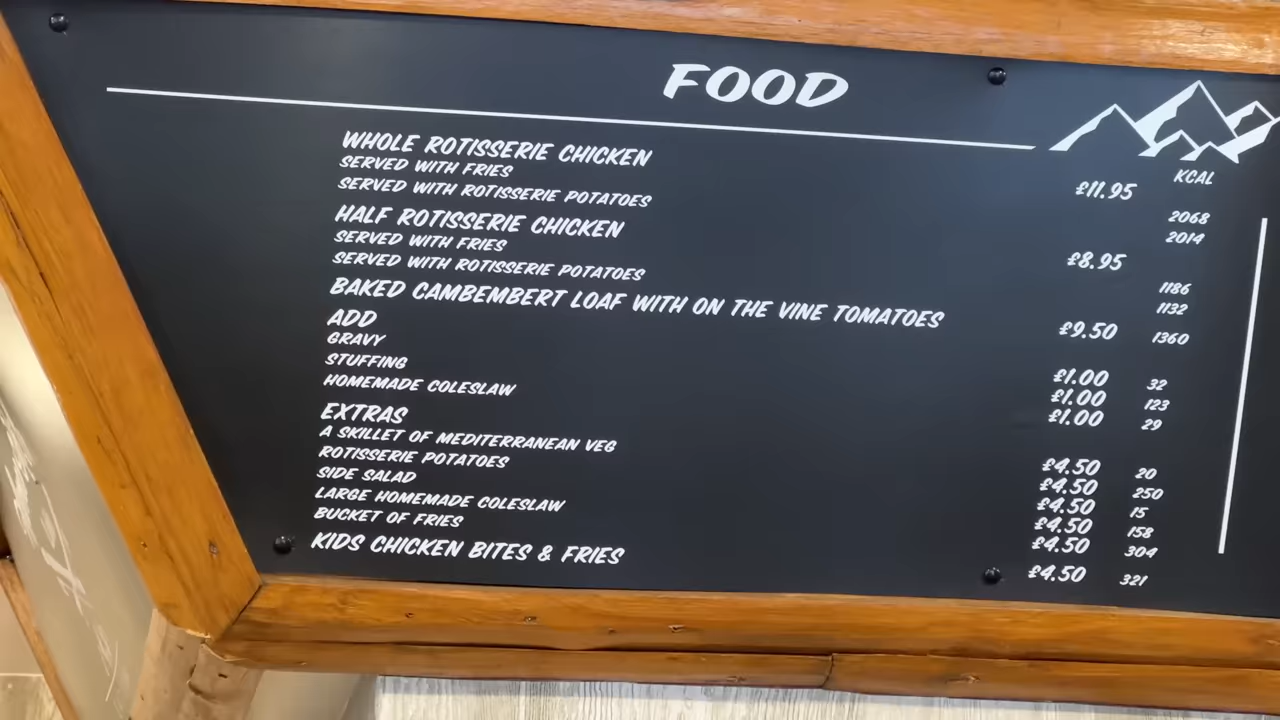 FOOD
KCAL
WHOLE ROTISSERIE CHICKEN £11.95
SERVED WITH FRIES 2068
SERVED WITH ROTISSERIE POTATOES 2014
HALF ROTISSERIE CHICKEN £8.95
SERVED WITH FRIES 1186
SERVED WITH ROTISSERIE POTATOES 1132
BAKED CAMBEMBERT LOAF WITH ON THE VINE TOMATOES £9.50 1360
ADD
GRAVY £1.00 32
STUFFING £1.00 123
HOMEMADE COLESLAW £1.00 29
EXTRAS
A SKILLET OF MEDITERRANEAN VEG £4.50 20
ROTISSERIE POTATOES £4.50 250
SIDE SALAD £4.50 15
LARGE HOMEMADE COLESLAW £4.50 158
BUCKET OF FRIES £4.50 304
KIDS CHICKEN BITES & FRIES £4.50 321